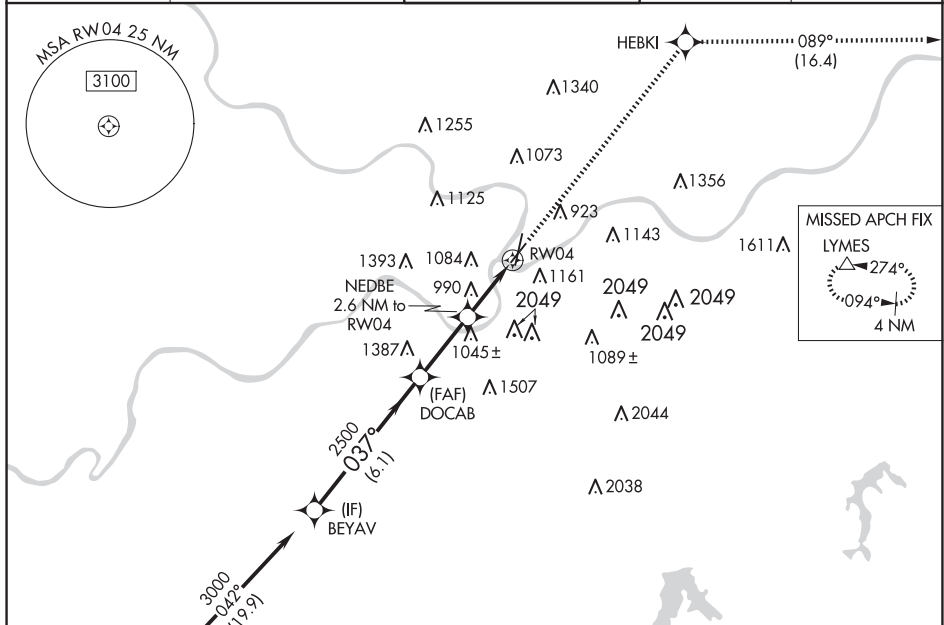 MSA RW04 25 NM
3100
HEBKI
089°
(16.4)
1340
1255
1073
1356
1125
923
1143
1611
MISSED APCH FIX
LYMES
274°
094°
4 NM
1393
1084
RW04
1161
990
NEDBE
2.6 NM to
RW04
2049
2049
2049
2049
1387
1045±
1089±
(FAF)
DOCAB
1507
2044
2500
037°
(6.1)
2038
(IF)
BEYAV
3000
042°
(19.9)